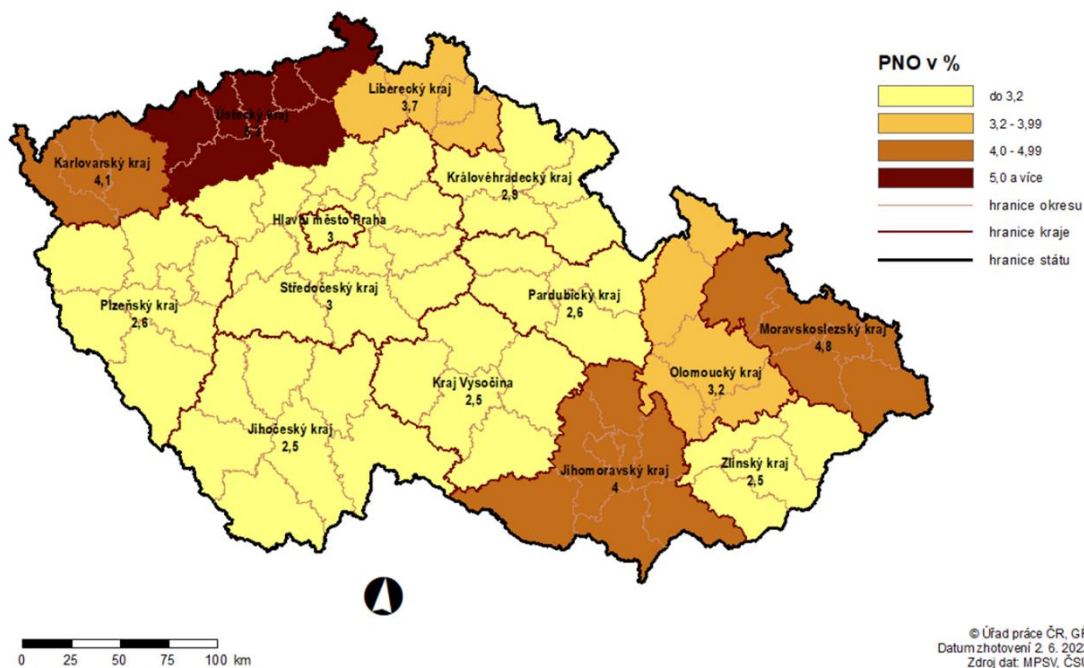 PNO v %
do 3,2
3,2 - 3,99
4,0 - 4,99
5,0 a více
hranice okresu
hranice kraje
hranice státu
Liberecký kraj
3,7
Ústecký kraj
Karlovarský kraj
4,1
Královéhradecký kraj
2,8
Hlavní město Praha
3
Středočeský kraj
3
Pardubický kraj
2,6
Plzeňský kraj
2,6
Moravskoslezský kraj
4,8
Olomoucký kraj
3,2
Kraj Vysočina
2,5
Jihočeský kraj
2,5
Jihomoravský kraj
4
Zlínský kraj
2,5
0 25 50 75 100 km
© Úřad práce ČR,
Datum zhotovení 2. 6.
Zdroj dat: MPSV,